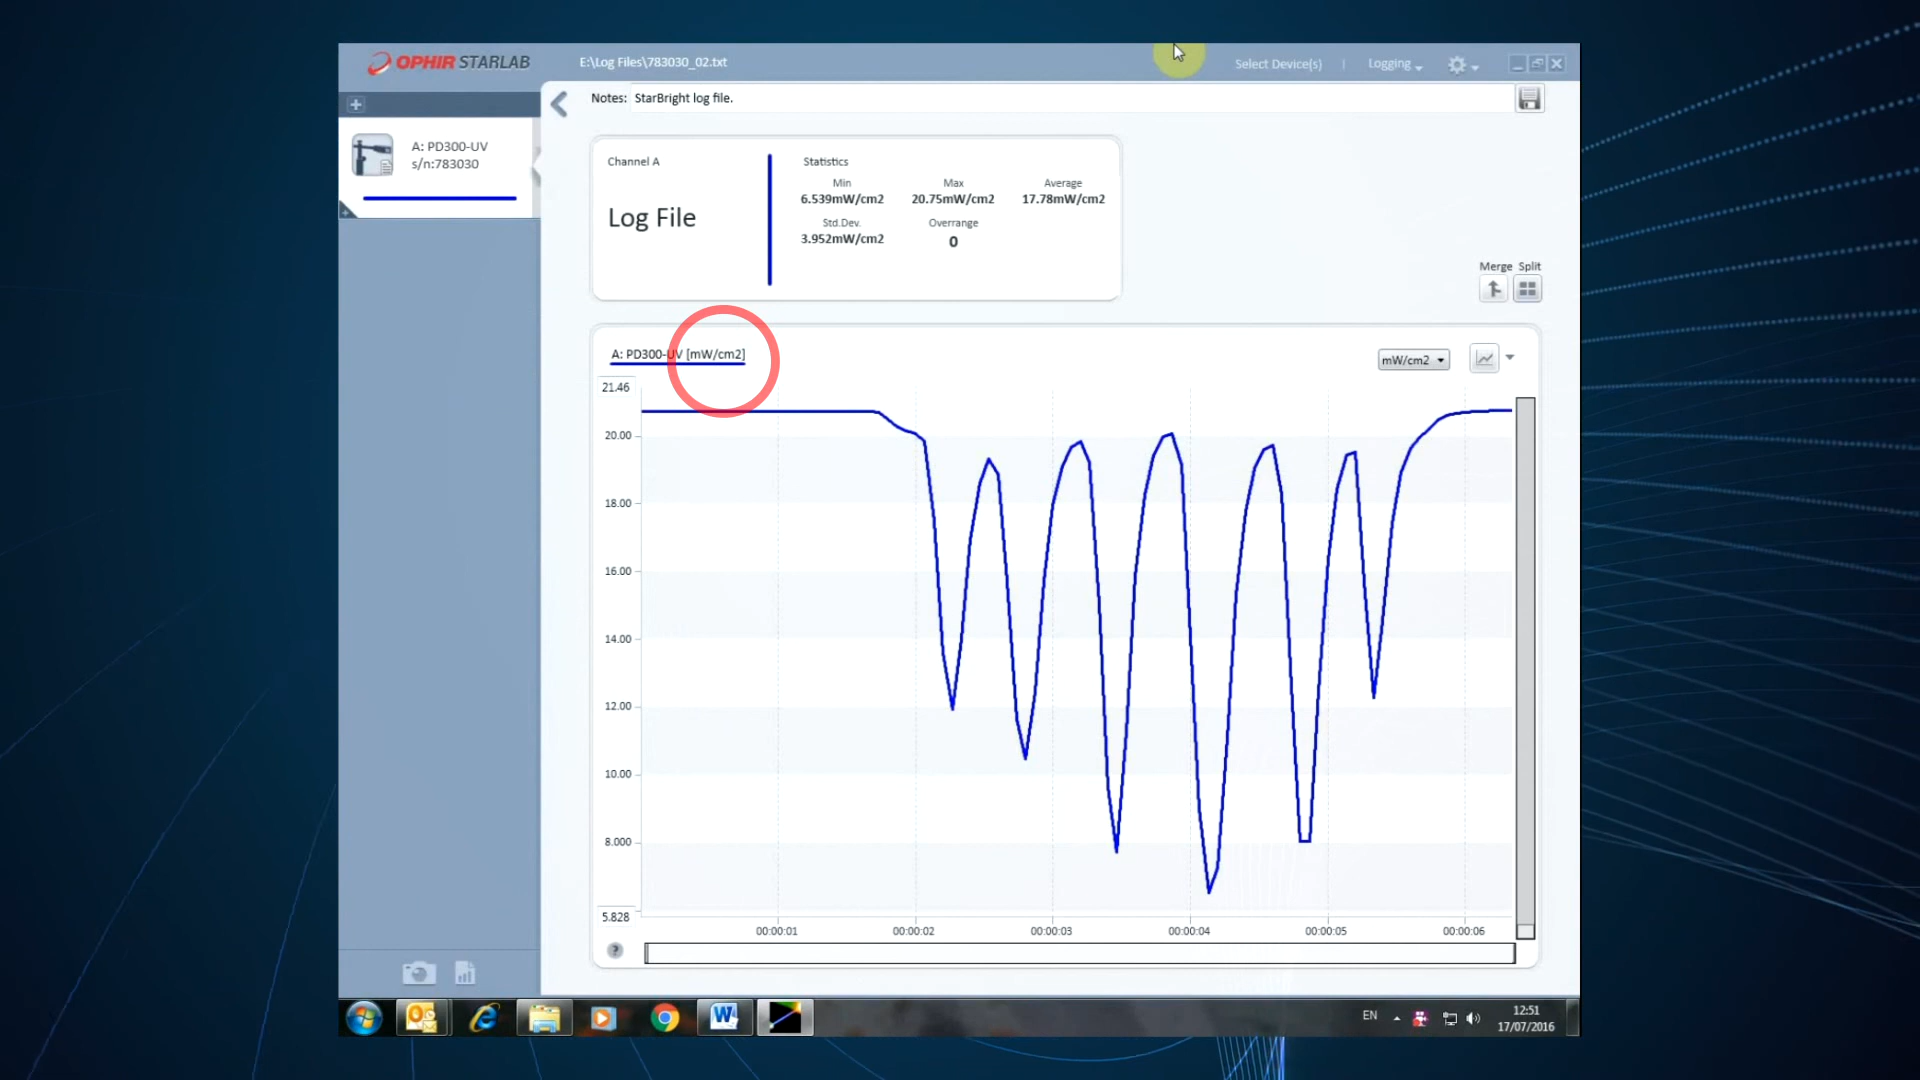 OPHIR STARLAB
E:\Log Files\783030_02.txt
Select Device(s)
Logging
Notes: StarBright log file.
A: PD300-UV
s/n:783030
Channel A
Log File
Statistics
Min
Max
Average
6.539mW/cm2
20.75mW/cm2
17.78mW/cm2
Std.Dev.
Overrange
3.952mW/cm2
0
Merge Split
A: PD300-UV [mW/cm2]
mW/cm2
21.46
20.00
18.00
16.00
14.00
12.00
10.00
8.000
5.828
00:00:01
00:00:02
00:00:03
00:00:04
00:00:05
00:00:06
?
EN
12:51
17/07/2016